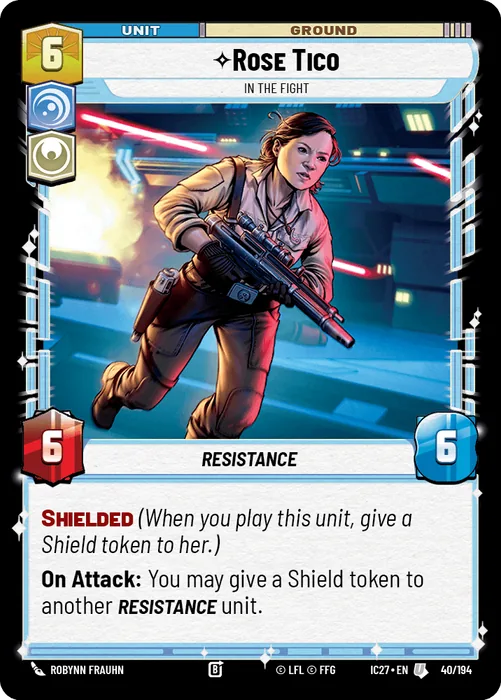 6
UNIT
GROUND
✧ROSE TICO
IN THE FIGHT
6
RESISTANCE
6
SHIELDED (When you play this unit, give a
Shield token to her.)
On Attack: You may give a Shield token to
another RESISTANCE unit.
ROBYNN FRAUHN
B
© LFL © FFG
IC27 • EN
U
40/194